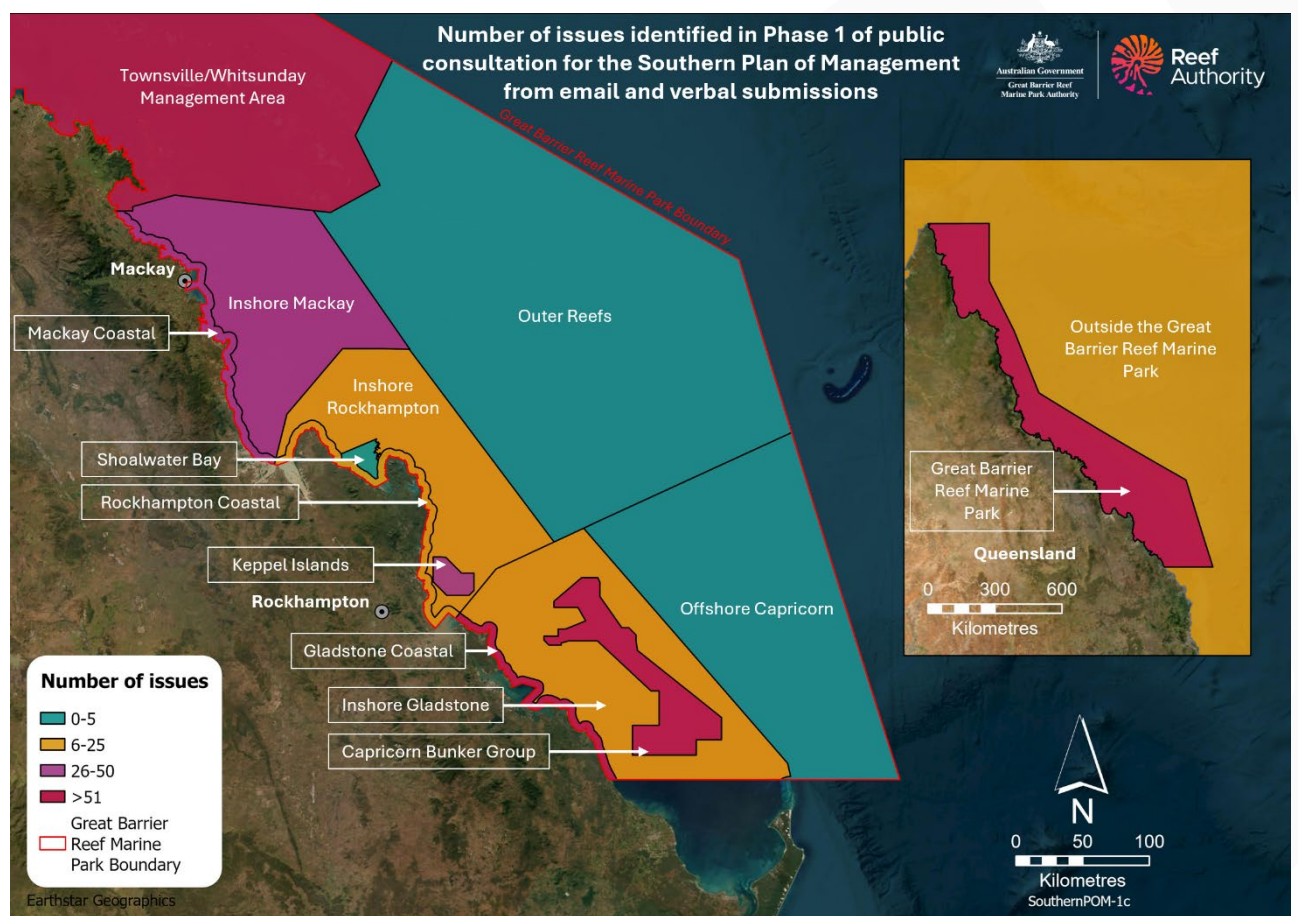 Number of issues identified in Phase 1 of public
consultation for the Southern Plan of Management
from email and verbal submissions
Australian Government
Great Barrier Reef
Marine Park Authority
Reef
Authority
Townsville/Whitsunday
Management Area
Great Barrier Reef Marine Park Boundary
Mackay
Inshore Mackay
Mackay Coastal
Outer Reefs
Inshore
Rockhampton
Shoalwater Bay
Rockhampton Coastal
Keppel Islands
Rockhampton
Offshore Capricorn
Gladstone Coastal
Inshore Gladstone
Capricorn Bunker Group
Outside the Great
Barrier Reef Marine
Park
Great Barrier
Reef Marine
Park
Queensland
0 300 600
Kilometres
Number of issues
0-5
6-25
26-50
>51
Great Barrier
Reef Marine
Park Boundary
Earthstar Geographics
N
0 50 100
Kilometres
SouthernPOM-1c